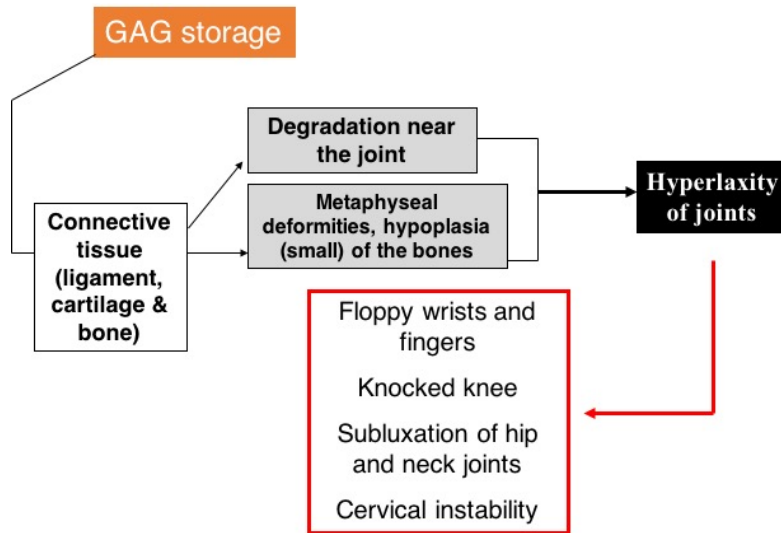 GAG storage
Degradation near
the joint
Metaphyseal
deformities, hypoplasia
(small) of the bones
Connective
tissue
(ligament,
cartilage &
bone)
Hyperlaxity
of joints
Floppy wrists and
fingers
Knocked knee
Subluxation of hip
and neck joints
Cervical instability